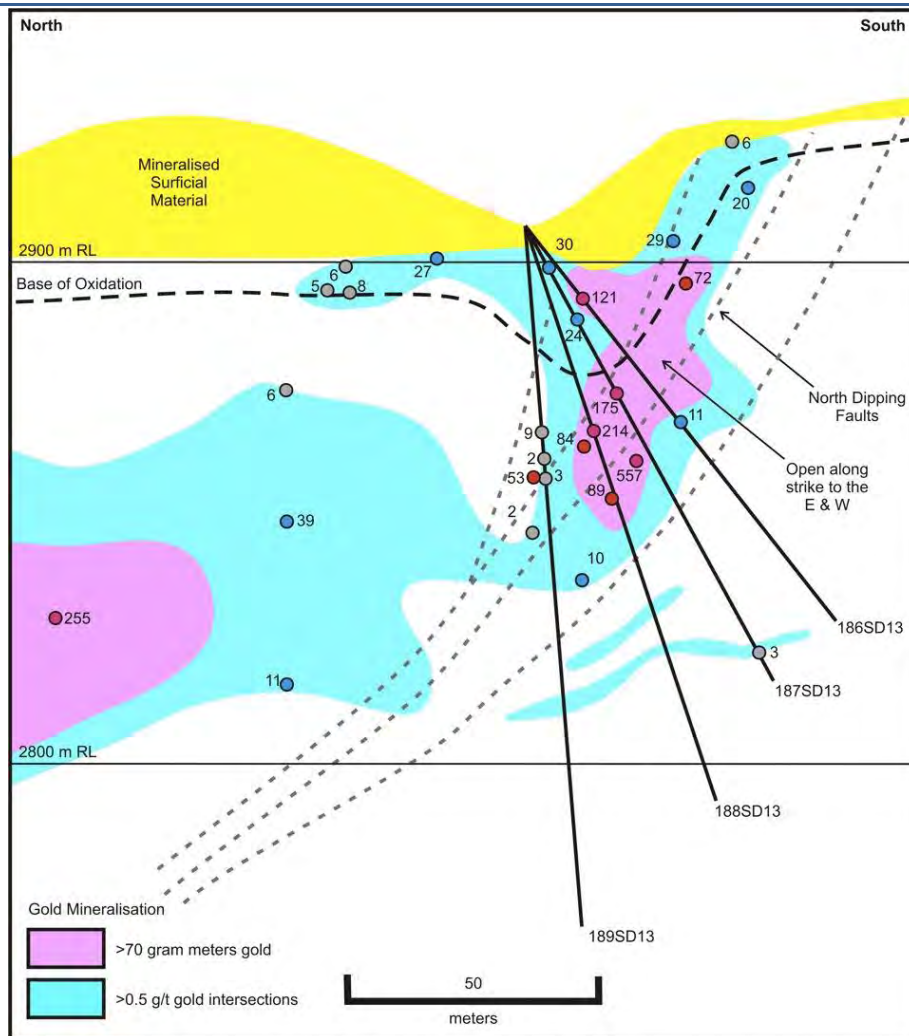 North
South
Mineralised
Surficial
Material
6
20
29
2900 m RL
30
6
27
72
Base of Oxidation
5
8
121
24
North Dipping
Faults
6
175
11
9
84
214
Open along
strike to the
E & W
2
53
3
557
89
2
39
10
255
186SD13
3
11
187SD13
2800 m RL
188SD13
Gold Mineralisation
189SD13
>70 gram meters gold
50
>0.5 g/t gold intersections
meters